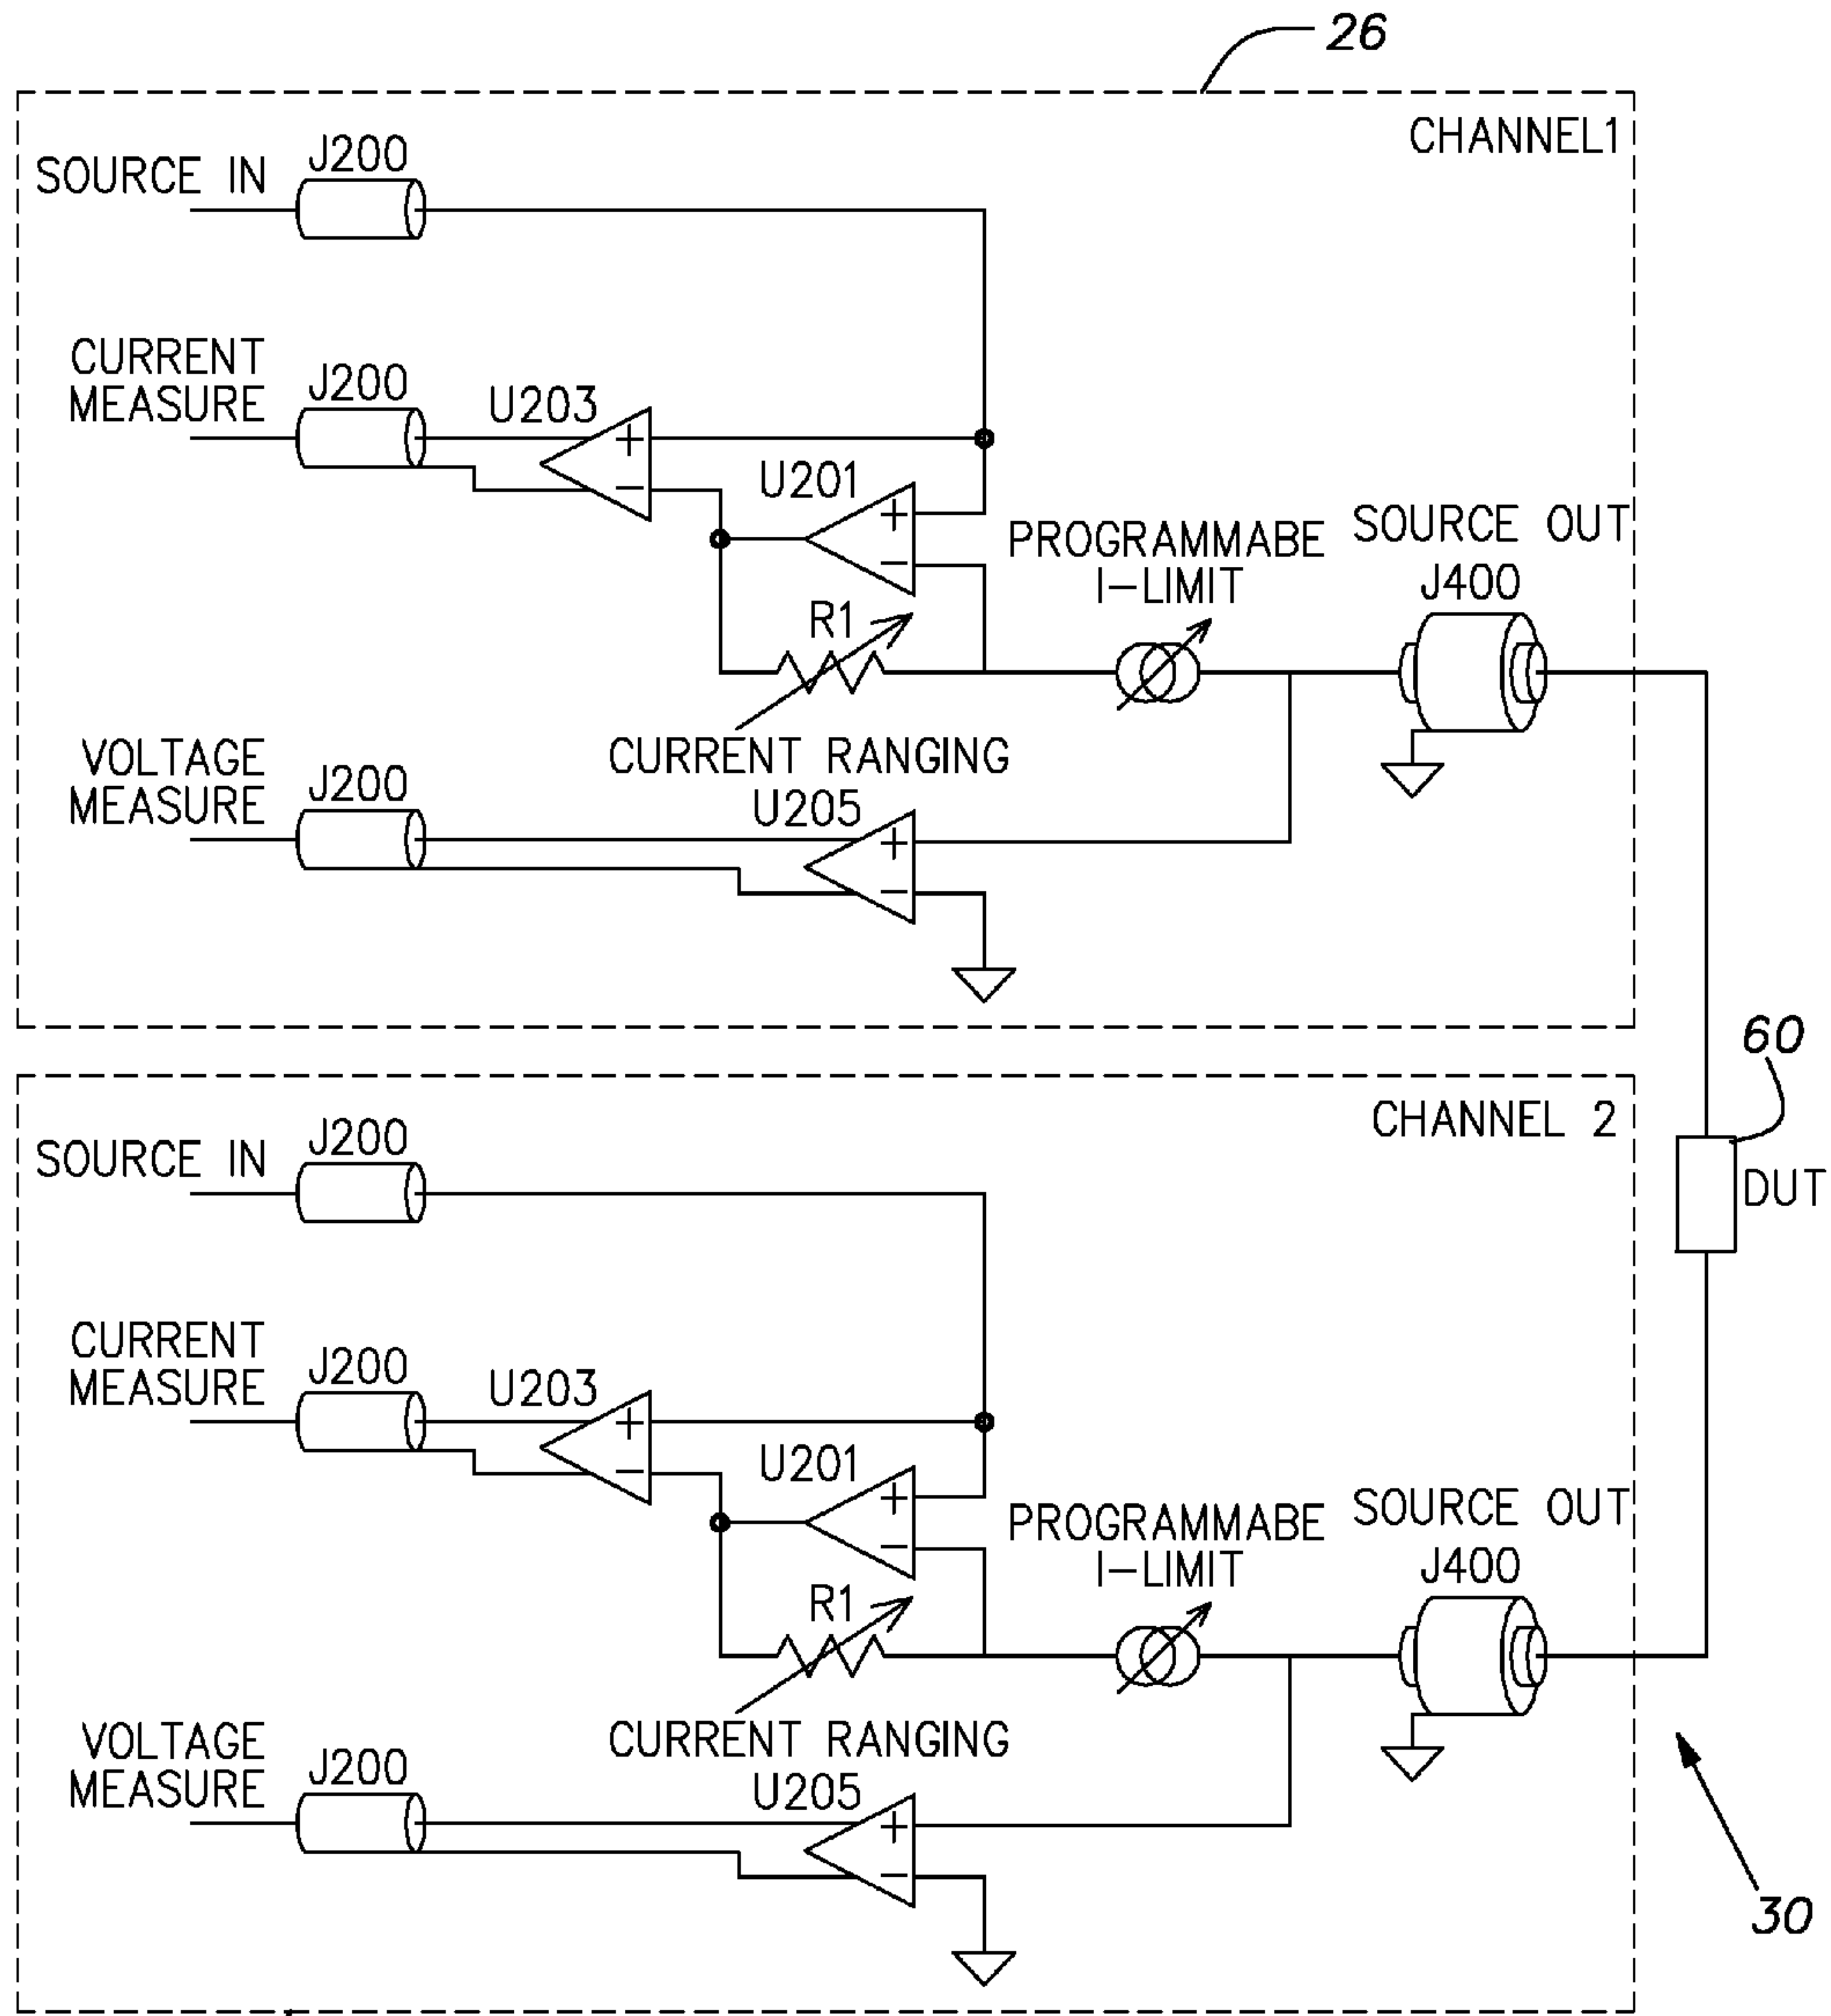 26
CHANNEL1
SOURCE IN
J200
CURRENT
MEASURE
J200
U203
U201
PROGRAMMABE
I-LIMIT
SOURCE OUT
J400
R1
CURRENT RANGING
VOLTAGE
MEASURE
J200
U205
60
DUT
CHANNEL 2
SOURCE IN
J200
CURRENT
MEASURE
J200
U203
U201
PROGRAMMABE
I-LIMIT
SOURCE OUT
J400
R1
CURRENT RANGING
VOLTAGE
MEASURE
J200
U205
30